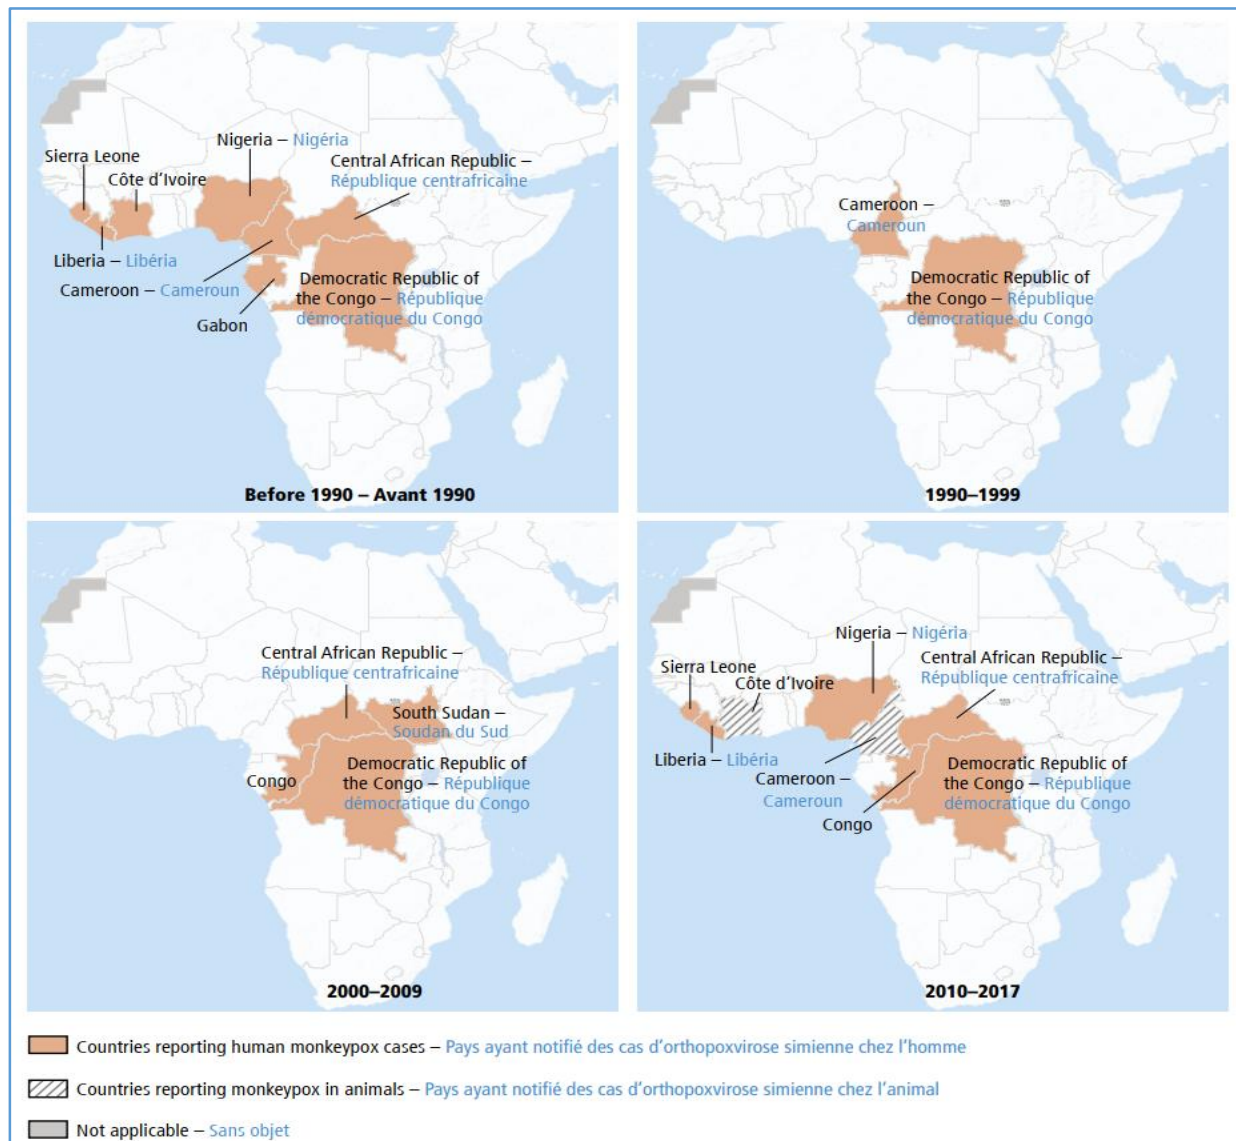 Nigeria – Nigéria
Sierra Leone
Central African Republic –
République centrafricaine
Côte d'Ivoire
Liberia – Libéria
Cameroon – Cameroun
Gabon
Democratic Republic of
the Congo – République
démocratique du Congo
Before 1990 – Avant 1990
Cameroon –
Cameroun
Democratic Republic of
the Congo – République
démocratique du Congo
1990–1999
Central African Republic –
République centrafricaine
South Sudan –
Soudan du Sud
Congo
Democratic Republic of
the Congo – République
démocratique du Congo
2000–2009
Nigeria – Nigéria
Sierra Leone
Central African Republic –
République centrafricaine
Côte d'Ivoire
Liberia – Libéria
Cameroon –
Cameroun
Democratic Republic of
the Congo – République
démocratique du Congo
Congo
2010–2017
Countries reporting human monkeypox cases – Pays ayant notifié des cas d'orthopoxvirose simienne chez l'homme
Countries reporting monkeypox in animals – Pays ayant notifié des cas d'orthopoxvirose simienne chez l'animal
Not applicable – Sans objet